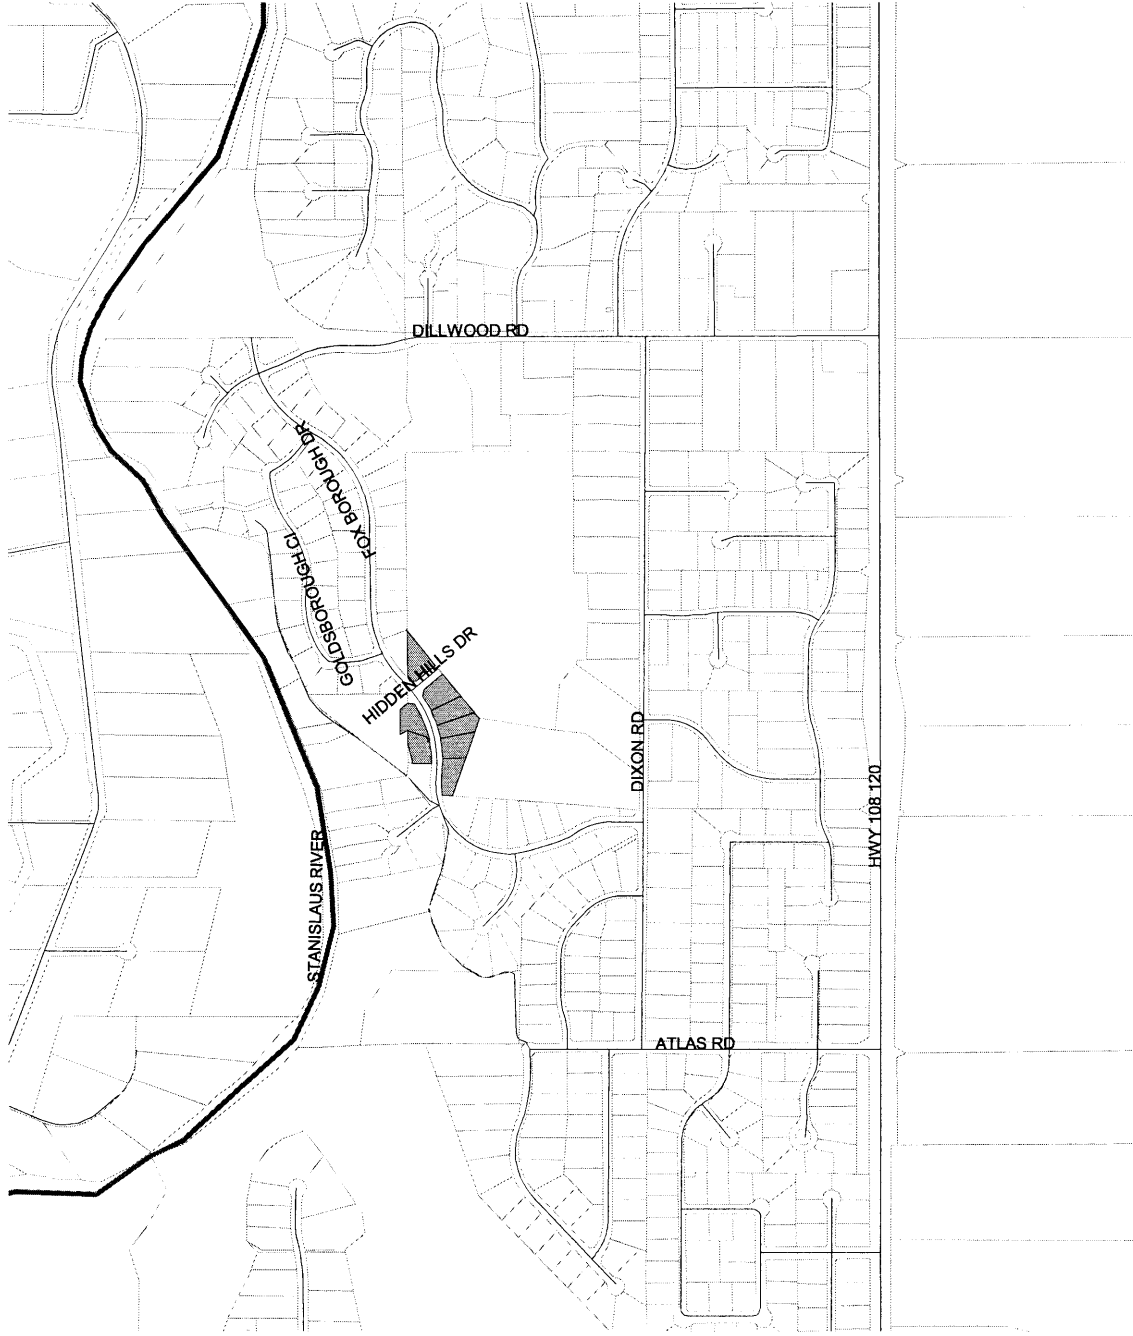 DILLWOOD RD
FOX BOROUGH DR
GOLDSBOROUGH CI
HIDDEN HILLS DR
DIXON RD
HWY 108 120
STANISLAUS RIVER
ATLAS RD